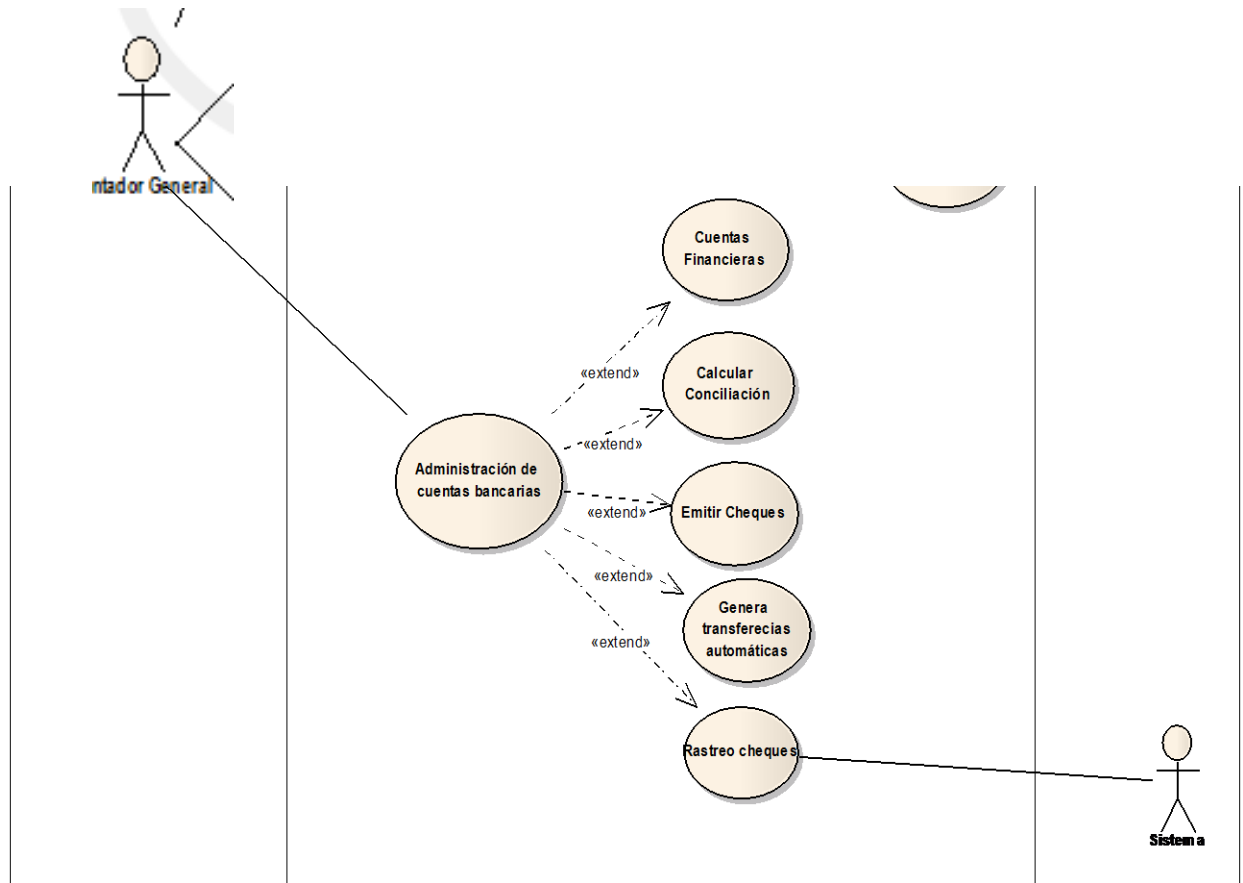 ntador General
Cuentas
Financieras
«extend»
Calcular
Conciliación
«extend»
Administración de
cuentas bancarias
«extend»
Emitir Cheques
«extend»
Genera
transferecias
automáticas
«extend»
Rastreo cheques
Sistema